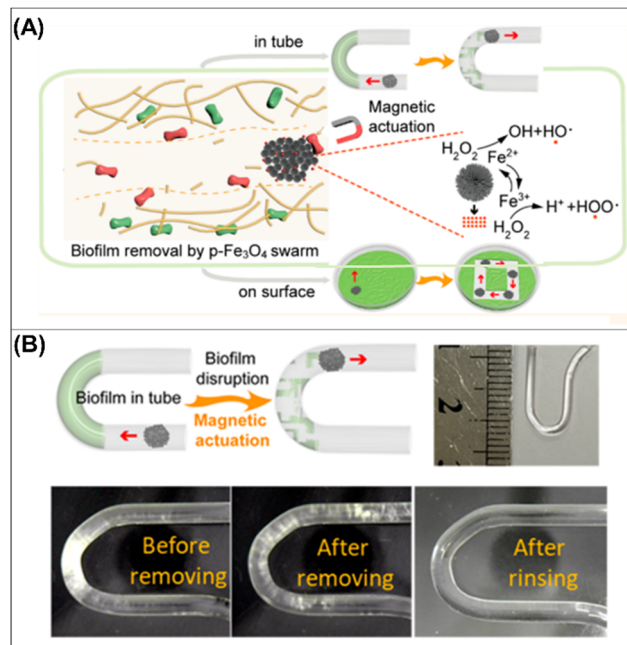 (A)
in tube
Magnetic
actuation
H₂O₂
OH+HO·
Fe²⁺
Fe³⁺
H⁺ +HOO·
H₂O₂
Biofilm removal by p-Fe₃O₄ swarm
on surface
(B)
Biofilm in tube
Biofilm
disruption
Magnetic
actuation
2
Before
removing
After
removing
After
rinsing